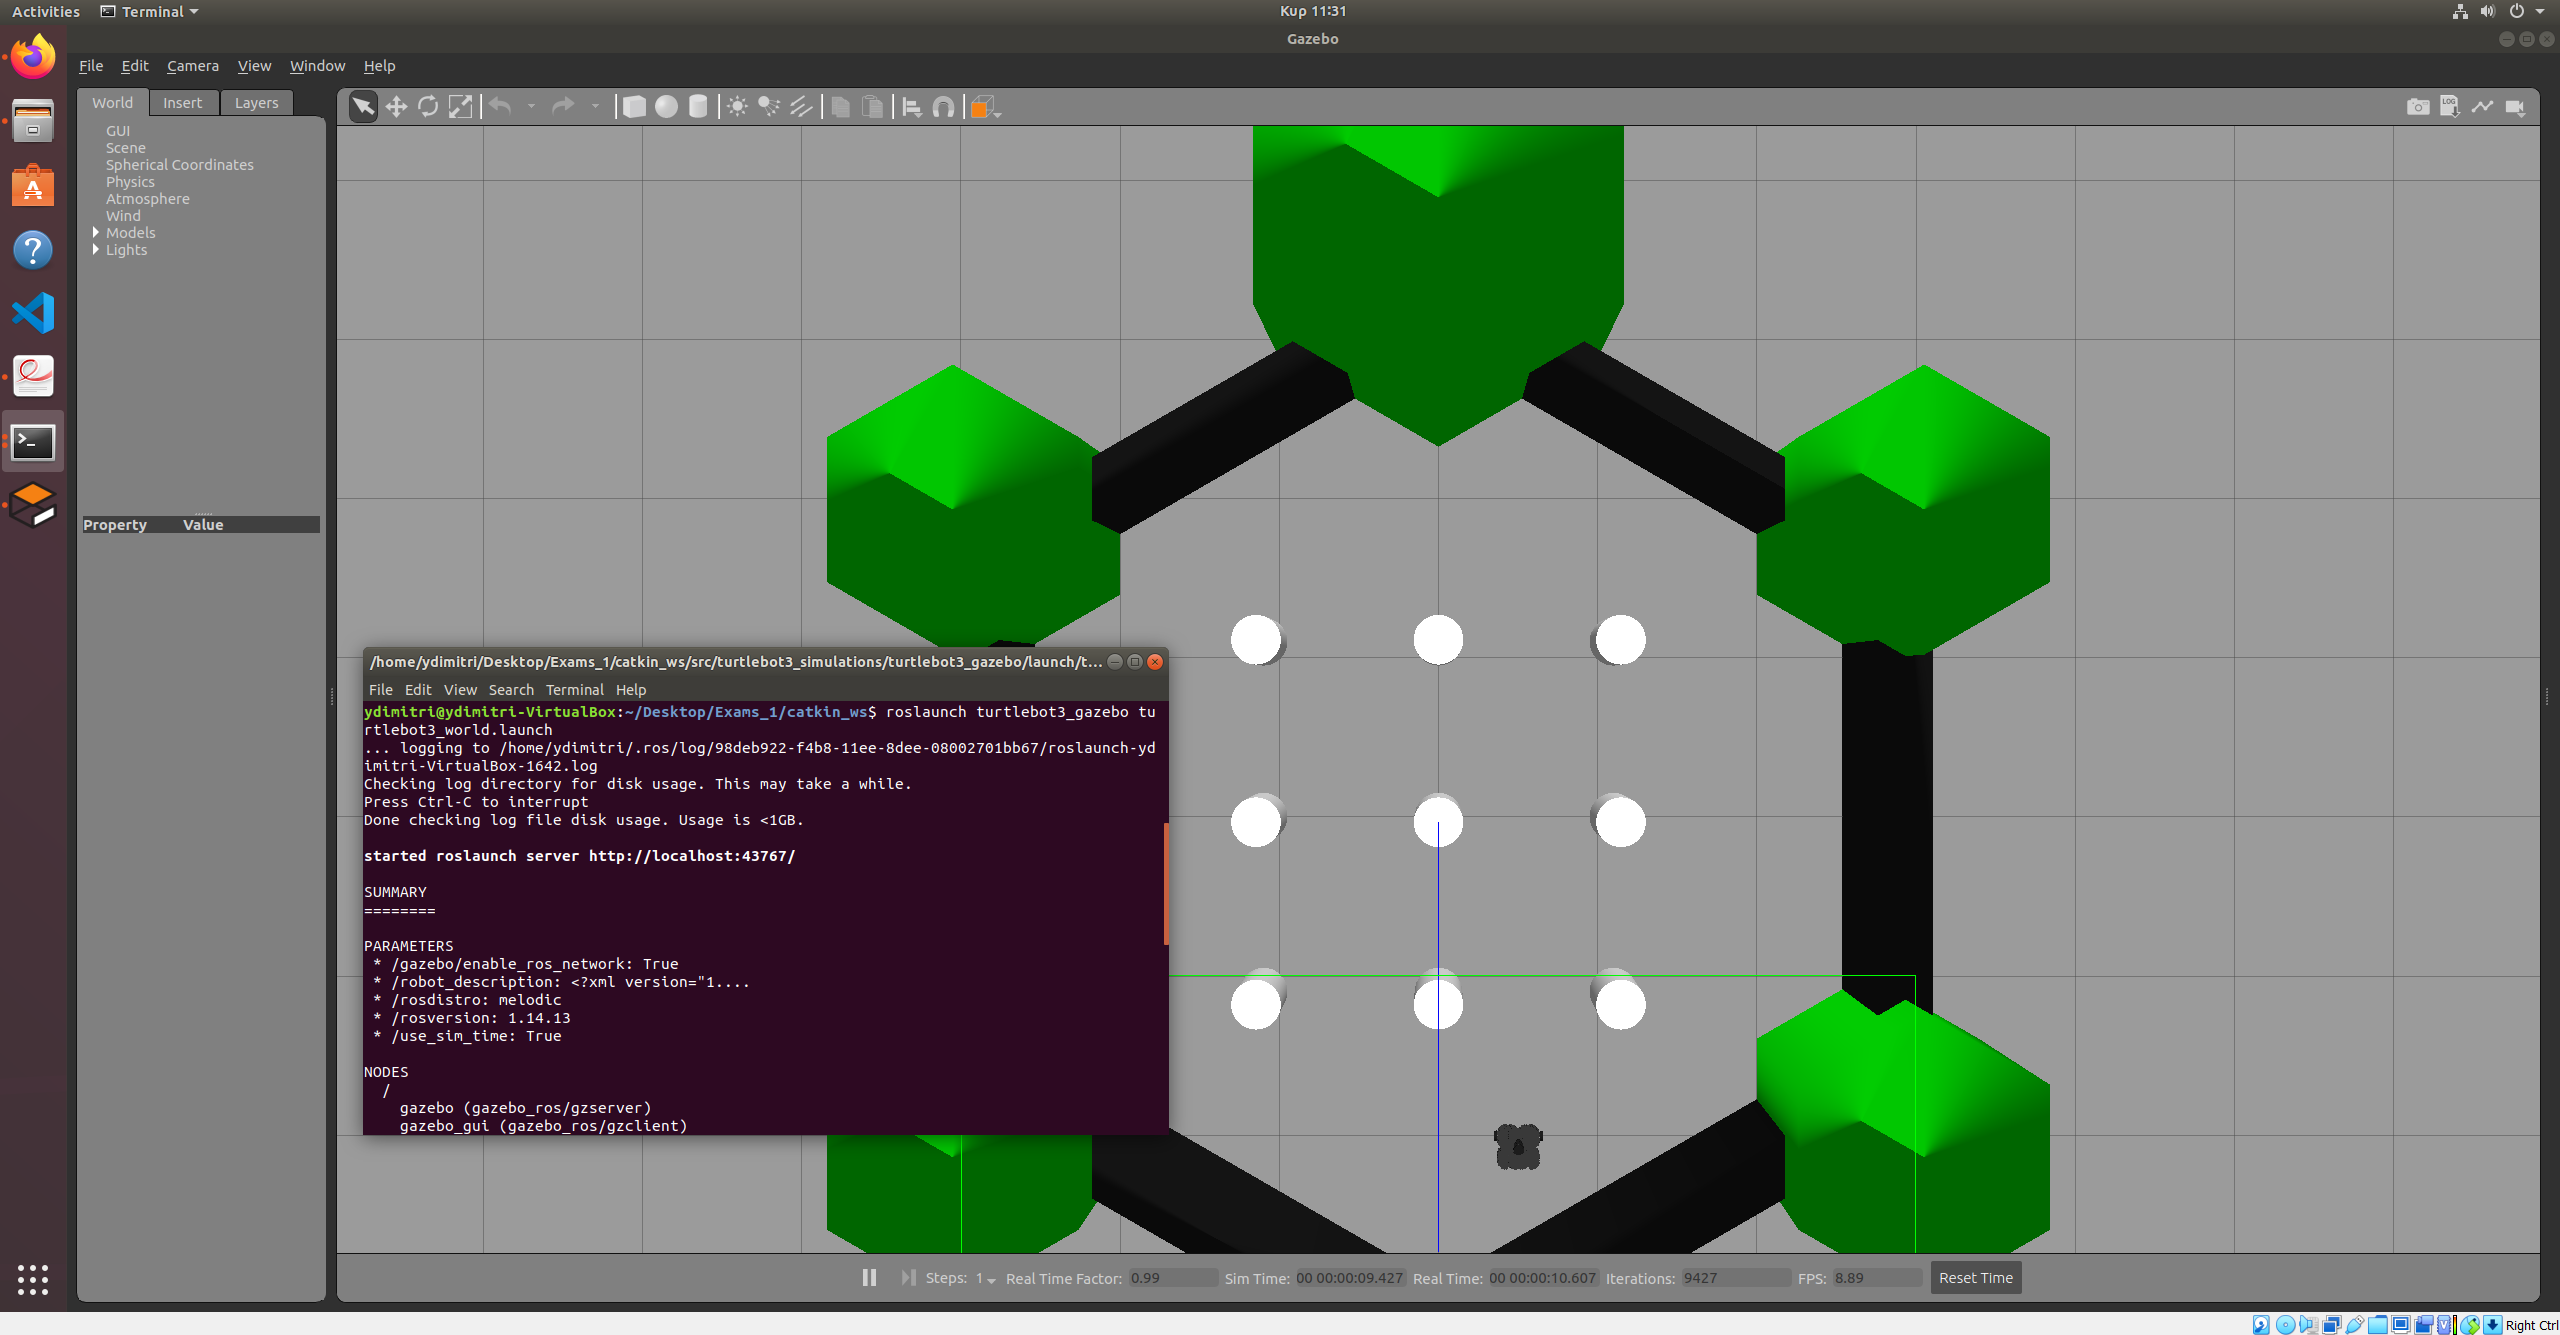 Activities
Terminal
Kυρ 11:31
Gazebo
File Edit Camera View Window Help
World Insert Layers
GUI
Scene
Spherical Coordinates
Physics
Atmosphere
Wind
Models
Lights
Property Value
/home/ydimitri/Desktop/Exams_1/catkin_ws/src/turtlebot3_simulations/turtlebot3_gazebo/launch/t...
File Edit View Search Terminal Help
ydimitri@ydimitri-VirtualBox:~/Desktop/Exams_1/catkin_ws$ roslaunch turtlebot3_gazebo tu
rtlebot3_world.launch
... logging to /home/ydimitri/.ros/log/98deb922-f4b8-11ee-8dee-08002701bb67/roslaunch-yd
imitri-VirtualBox-1642.log
Checking log directory for disk usage. This may take a while.
Press Ctrl-C to interrupt
Done checking log file disk usage. Usage is <1GB.
started roslaunch server http://localhost:43767/
SUMMARY
========
PARAMETERS
* /gazebo/enable_ros_network: True
* /robot_description: <?xml version="1....
* /rosdistro: melodic
* /rosversion: 1.14.13
* /use_sim_time: True
NODES
/
gazebo (gazebo_ros/gzserver)
gazebo_gui (gazebo_ros/gzclient)
Steps: 1 Real Time Factor: 0.99 Sim Time: 00 00:00:09.427 Real Time: 00 00:00:10.607 Iterations: 9427 FPS: 8.89 Reset Time
Right Ctrl